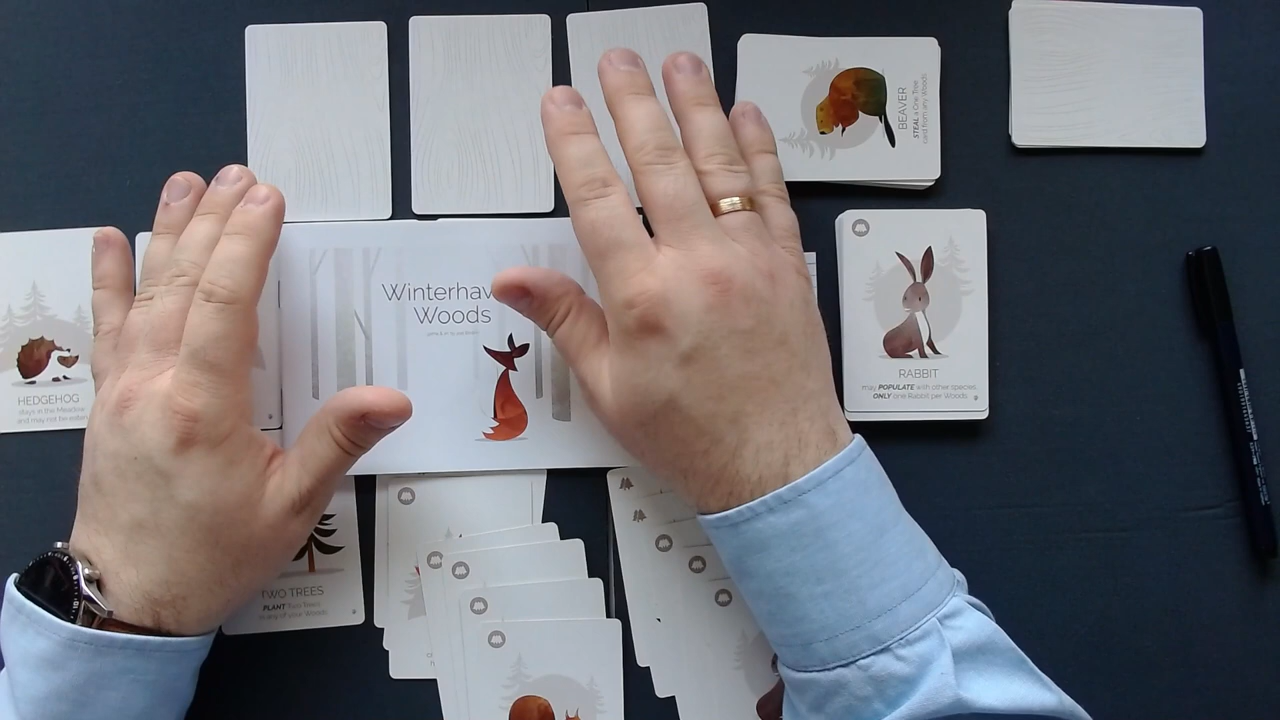 BEAVER
STEAL a One Tree
card from any Woods.
Woods
HEDGEHOG
stays in the Meadow
and may not be eaten
RABBIT
may POPULATE with other species.
ONLY one Rabbit per Woods.
TWO TREES
PLANT Two Trees
in any of your Woods.